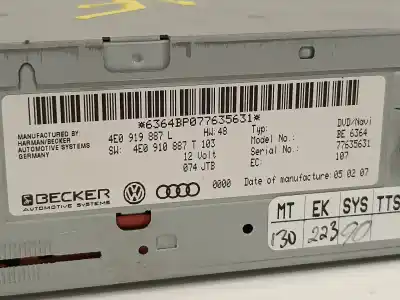 *6364BP077635631*
MANUFACTURED BY
HARMAN/BECKER
AUTOMOTIVE SYSTEMS
GERMANY
4E0 919 887 L HW: 48
SW: 4E0 910 887 T 103
12 Volt
074 JTB
Typ: DVD/Navi
Model No.: BE 6364
Serial No.: 77635631
EC: 107
BECKER
AUTOMOTIVE SYSTEMS
0000 Date of manufacture: 05 02 07
MT EK SYS TTS
130 223 90